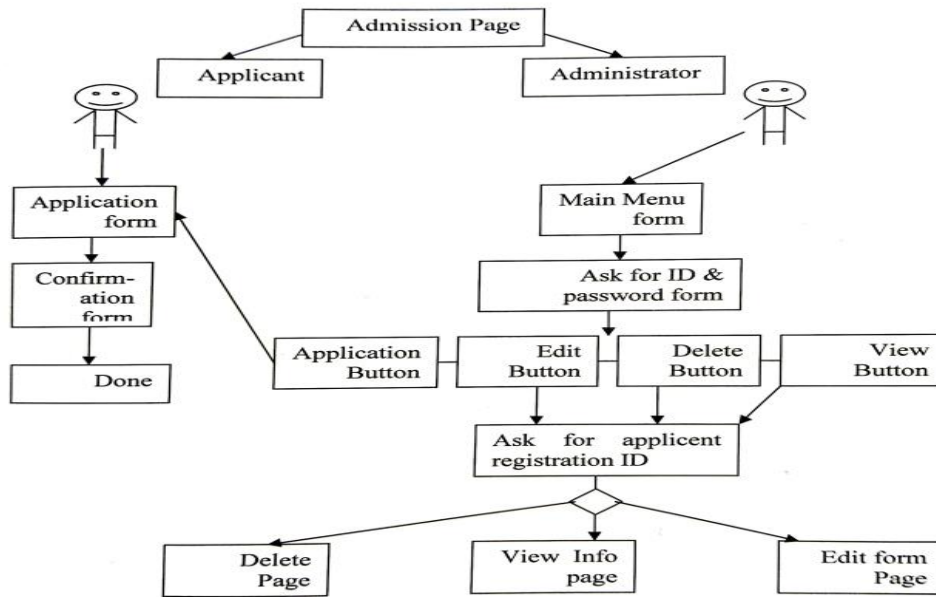 Admission Page
Applicant
Administrator
Application
form
Main Menu
form
Confirm-
ation
form
Ask for ID &
password form
Done
Application
Button
Edit
Button
Delete
Button
View
Button
Ask for applicent
registration ID
Delete
Page
View Info
page
Edit form
Page